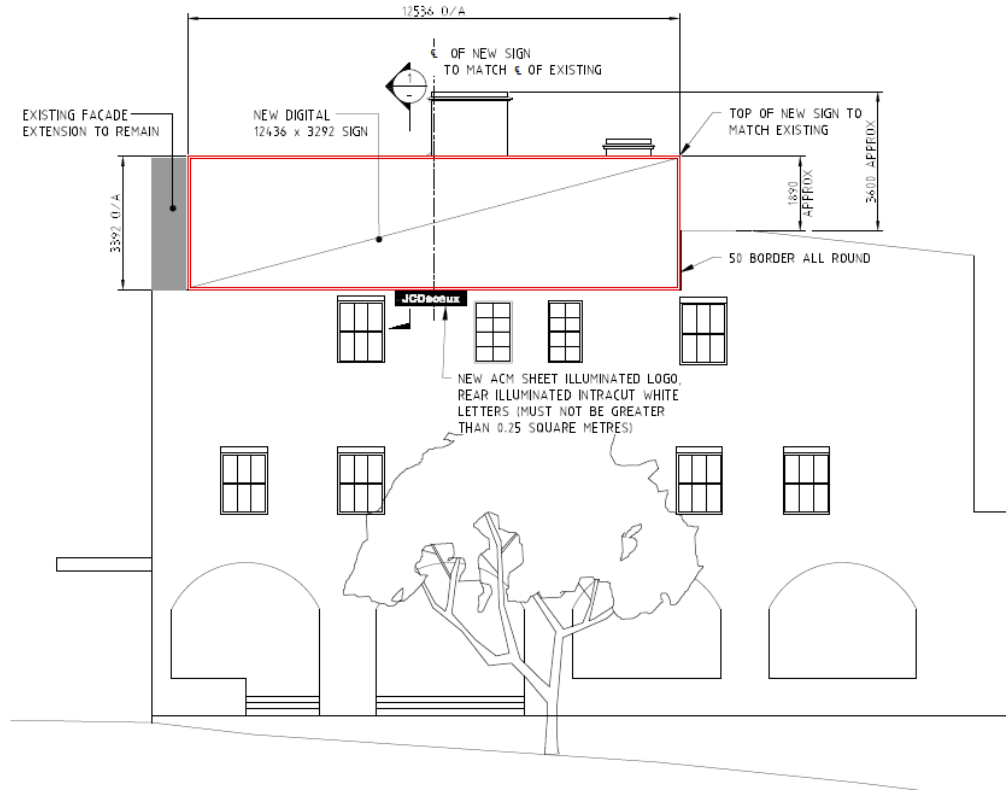 12536 O/A
℄ OF NEW SIGN
TO MATCH ℄ OF EXISTING
1
-
EXISTING FACADE
EXTENSION TO REMAIN
NEW DIGITAL
12436 x 3292 SIGN
TOP OF NEW SIGN TO
MATCH EXISTING
3392 O/A
1890
APPROX
3600 APPROX
50 BORDER ALL ROUND
JCDecaux
NEW ACM SHEET ILLUMINATED LOGO,
REAR ILLUMINATED INTRACUT WHITE
LETTERS (MUST NOT BE GREATER
THAN 0.25 SQUARE METRES)